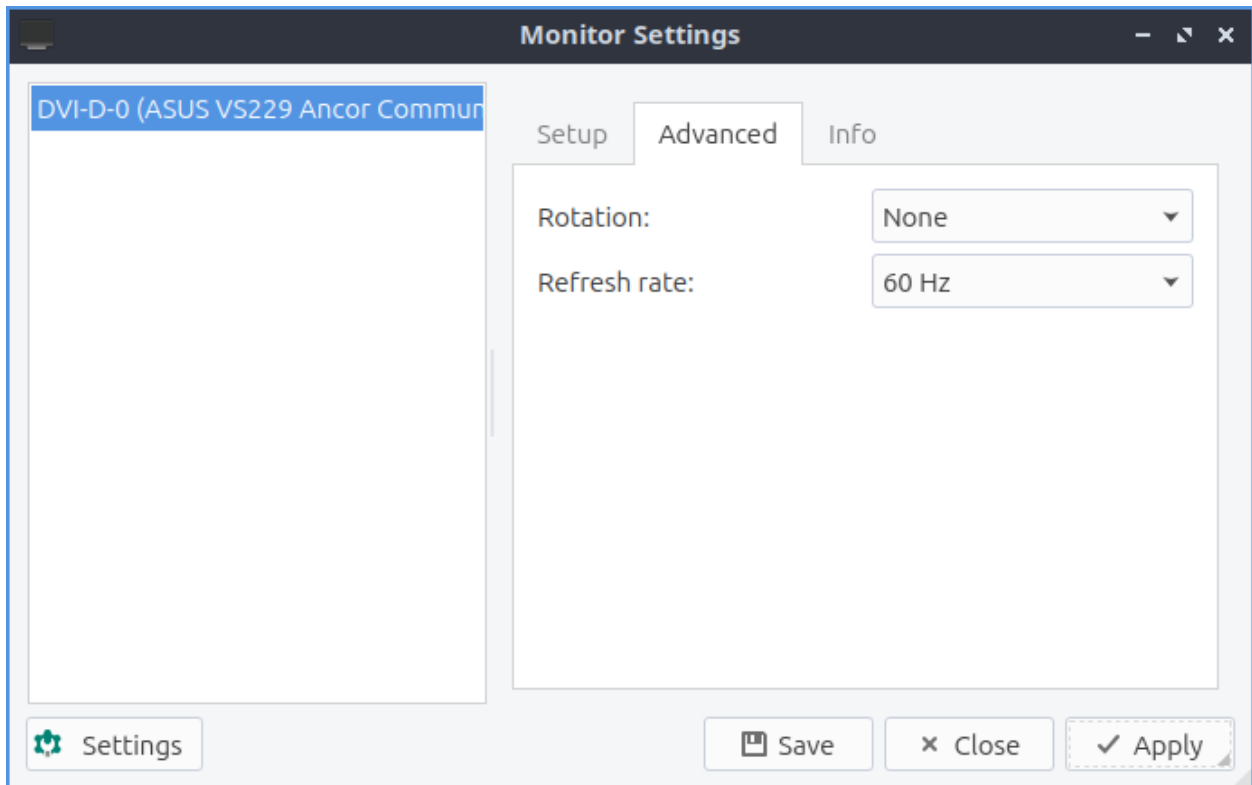 Monitor Settings
DVI-D-0 (ASUS VS229 Ancor Commun
Setup Advanced Info
Rotation: None
Refresh rate: 60 Hz
Settings Save Close Apply